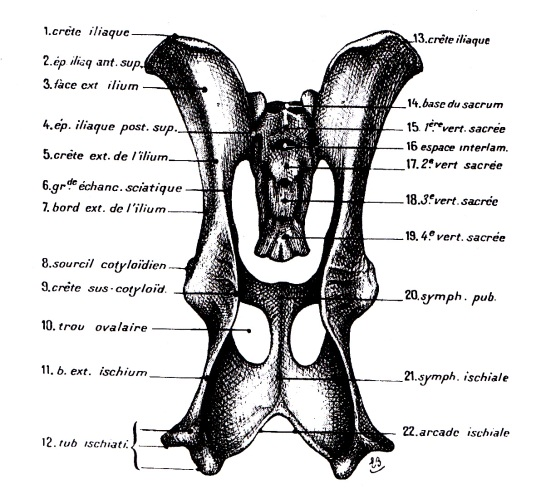 1. crête iliaque
2. ép iliaq ant. sup.
3. face ext ilium
4. ép. iliaque post. sup.
5. crête ext. de l'ilium
6. gr.de échanc. sciatique
7. bord ext. de l'ilium
8. sourcil cotyloïdien
9. crête sus-cotyloïd.
10. trou ovalaire
11. b. ext. ischium
12. tub ischiati.
13. crête iliaque
14. base du sacrum
15. 1ère vert. sacrée
16 espace interlam.
17. 2e vert sacrée
18. 3e vert. sacrée
19. 4e vert. sacrée
20. symph. pub.
21. symph. ischiale
22. arcade ischiale